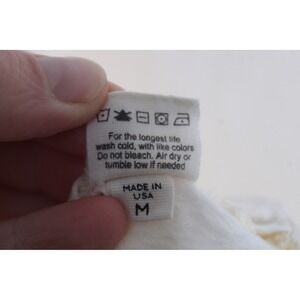 For the longest life
wash cold, with like colors
Do not bleach. Air dry or
tumble low if needed
MADE IN
USA
M